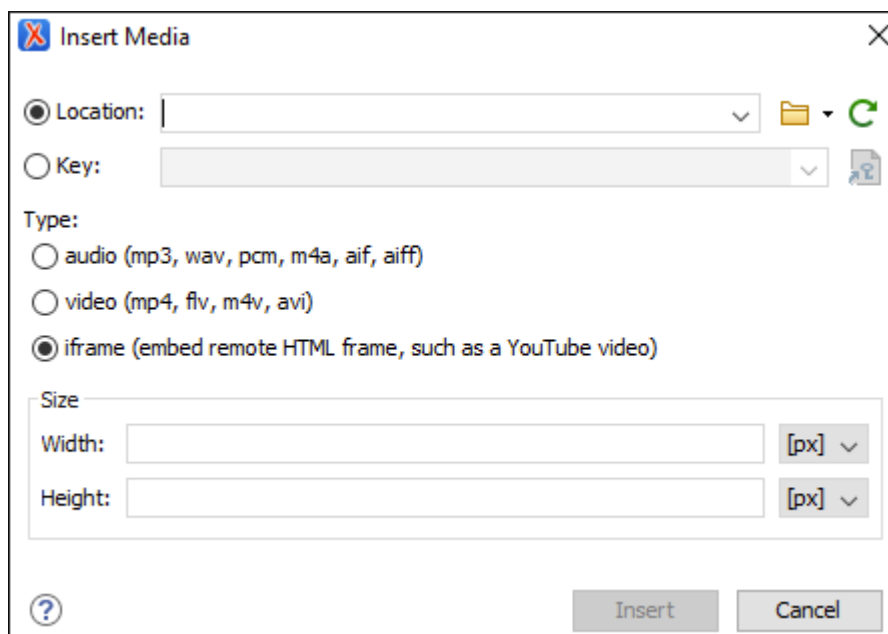 Insert Media
Location:
Key:
Type:
audio (mp3, wav, pcm, m4a, aif, aiff)
video (mp4, flv, m4v, avi)
iframe (embed remote HTML frame, such as a YouTube video)
Size
Width: [px]
Height: [px]
? Insert Cancel